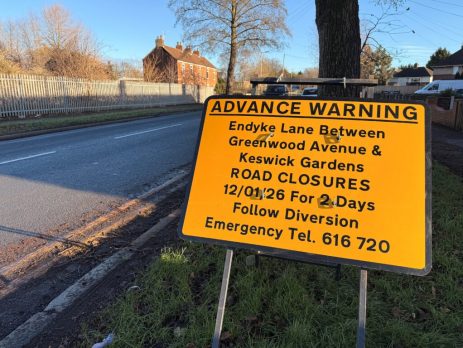 ADVANCE WARNING
Endyke Lane Between
Greenwood Avenue &
Keswick Gardens
ROAD CLOSURES
12/01/26 For 2 Days
Follow Diversion
Emergency Tel. 616 720